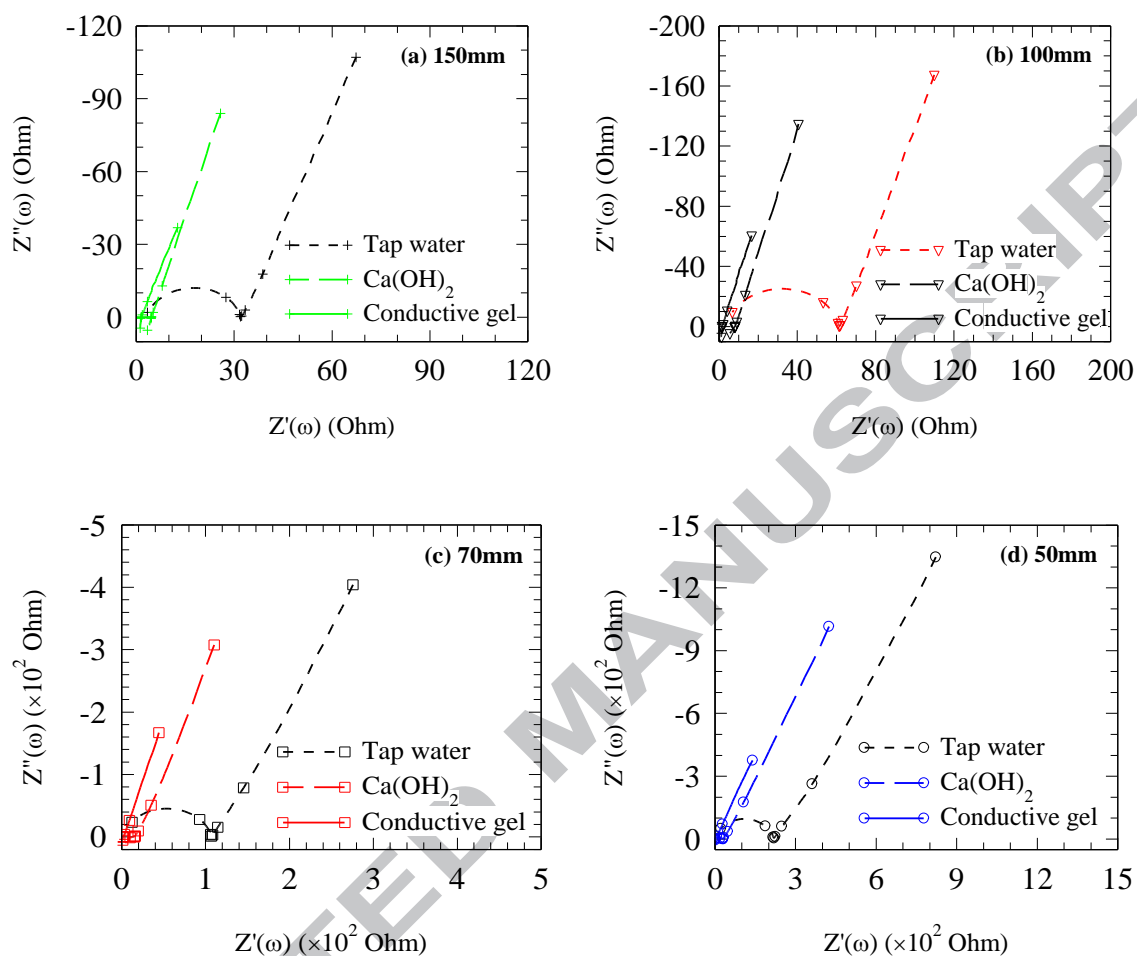 (a) 150mm
-120
-90
-60
-30
0
Z''(ω) (Ohm)
Tap water
Ca(OH)2
Conductive gel
0 30 60 90 120
Z'(ω) (Ohm)
(b) 100mm
-200
-160
-120
-80
-40
0
Z''(ω) (Ohm)
Tap water
Ca(OH)2
Conductive gel
0 40 80 120 160 200
Z'(ω) (Ohm)
(c) 70mm
-5
-4
-3
-2
-1
0
Z''(ω) (×10² Ohm)
Tap water
Ca(OH)2
Conductive gel
0 1 2 3 4 5
Z'(ω) (×10² Ohm)
(d) 50mm
-15
-12
-9
-6
-3
0
Z''(ω) (×10² Ohm)
Tap water
Ca(OH)2
Conductive gel
0 3 6 9 12 15
Z'(ω) (×10² Ohm)
TED MANUSCRIPT